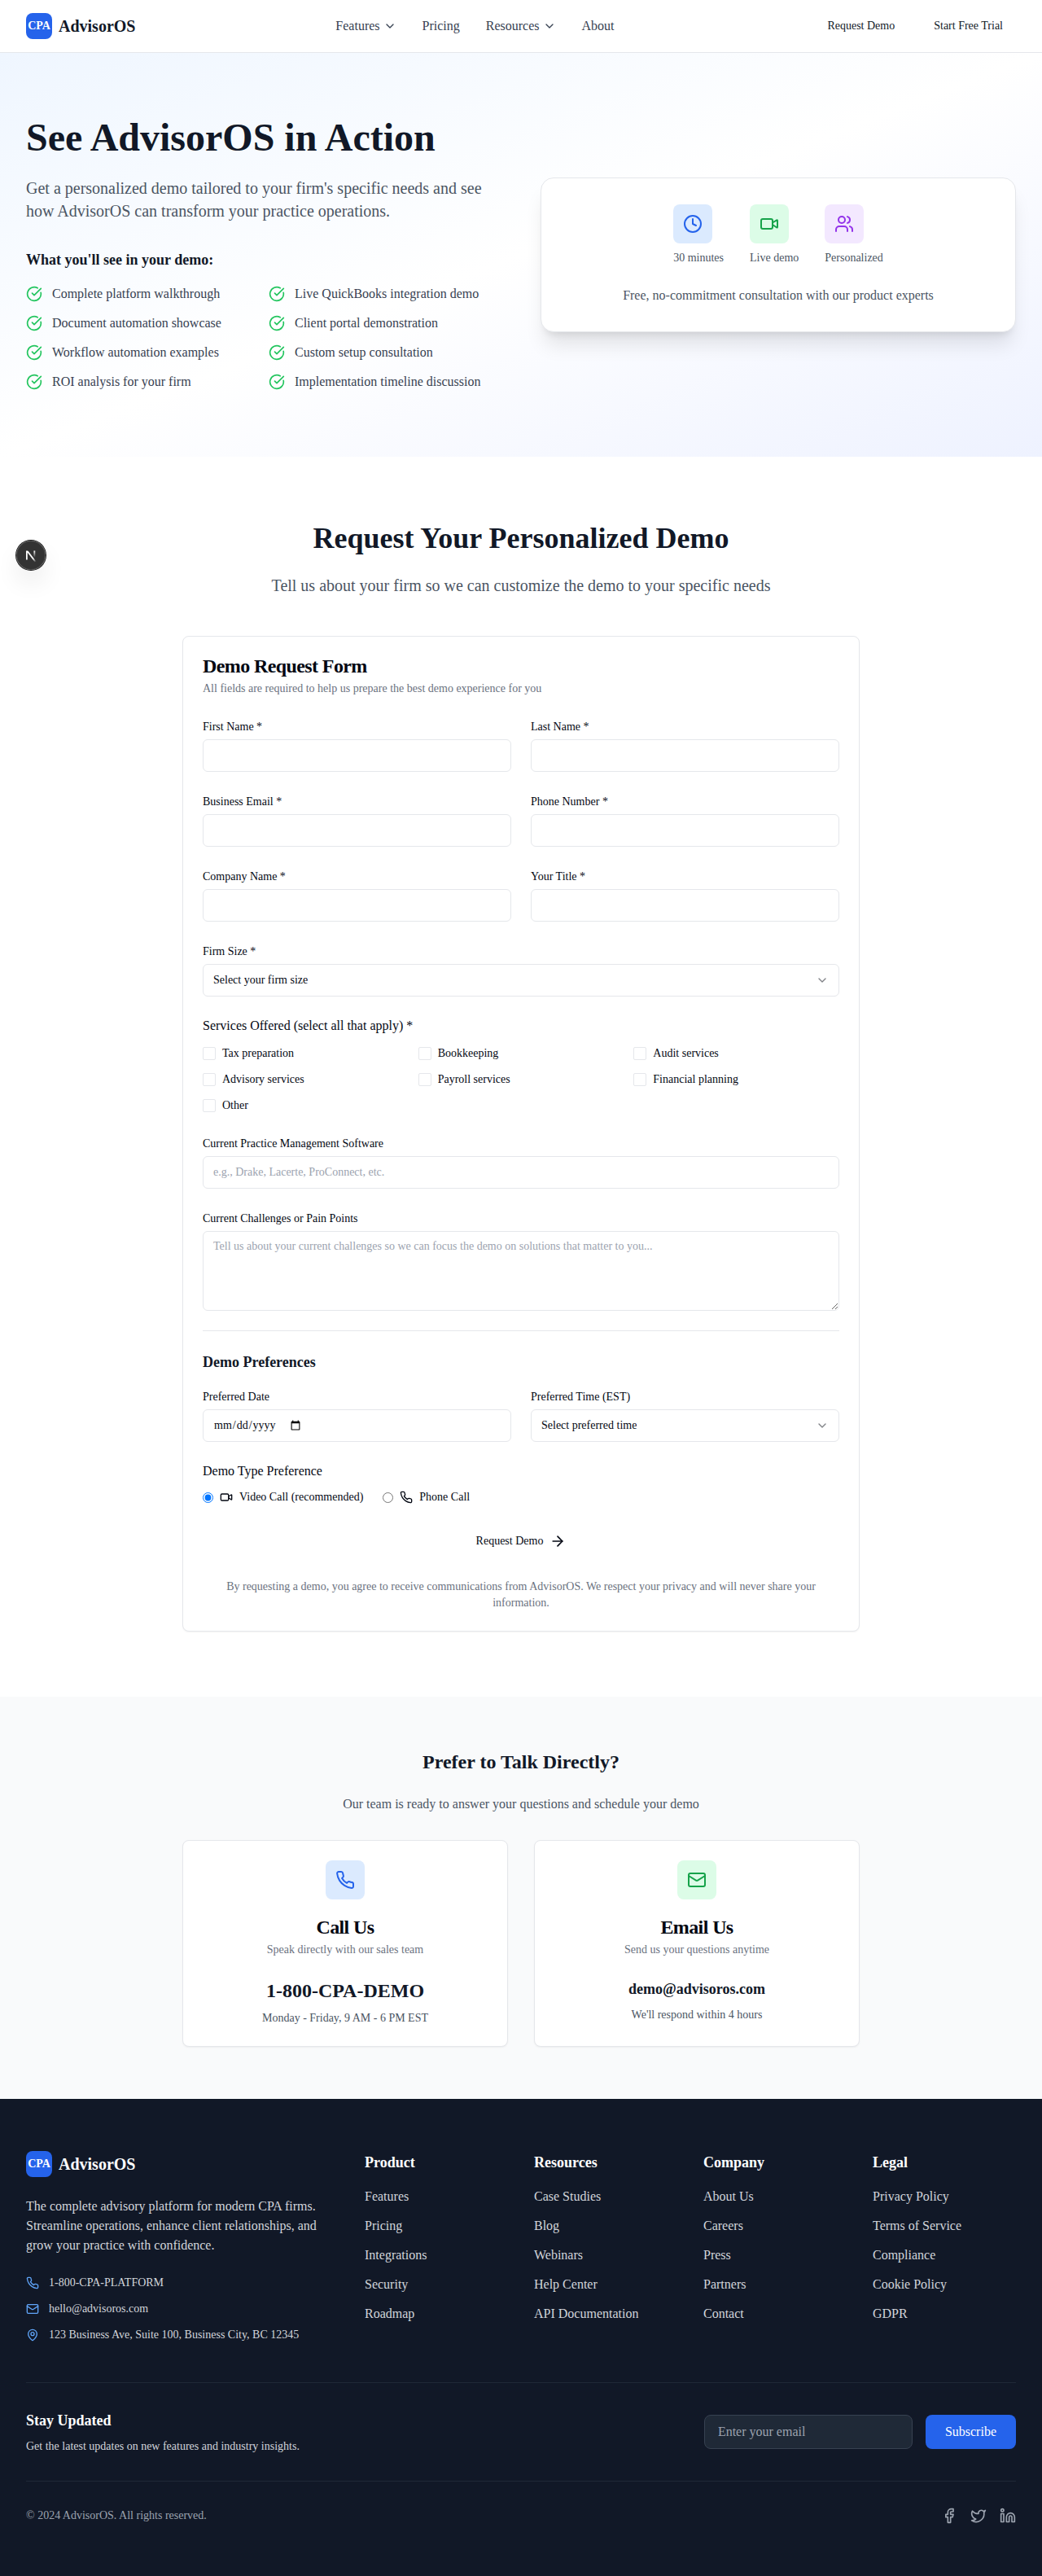 CPA AdvisorOS
Features
Pricing
Resources
About
Request Demo
Start Free Trial
See AdvisorOS in Action
Get a personalized demo tailored to your firm's specific needs and see
how AdvisorOS can transform your practice operations.
What you'll see in your demo:
Complete platform walkthrough
Live QuickBooks integration demo
Document automation showcase
Client portal demonstration
Workflow automation examples
Custom setup consultation
ROI analysis for your firm
Implementation timeline discussion
30 minutes
Live demo
Personalized
Free, no-commitment consultation with our product experts
N
Request Your Personalized Demo
Tell us about your firm so we can customize the demo to your specific needs
Demo Request Form
All fields are required to help us prepare the best demo experience for you
First Name *
Last Name *
Business Email *
Phone Number *
Company Name *
Your Title *
Firm Size *
Select your firm size
Services Offered (select all that apply) *
Tax preparation
Bookkeeping
Audit services
Advisory services
Payroll services
Financial planning
Other
Current Practice Management Software
e.g., Drake, Lacerte, ProConnect, etc.
Current Challenges or Pain Points
Tell us about your current challenges so we can focus the demo on solutions that matter to you...
Demo Preferences
Preferred Date
Preferred Time (EST)
mm/dd/yyyy
Select preferred time
Demo Type Preference
Video Call (recommended)
Phone Call
Request Demo
By requesting a demo, you agree to receive communications from AdvisorOS. We respect your privacy and will never share your
information.
Prefer to Talk Directly?
Our team is ready to answer your questions and schedule your demo
Call Us
Speak directly with our sales team
1-800-CPA-DEMO
Monday - Friday, 9 AM - 6 PM EST
Email Us
Send us your questions anytime
demo@advisoros.com
We'll respond within 4 hours
CPA AdvisorOS
The complete advisory platform for modern CPA firms.
Streamline operations, enhance client relationships, and
grow your practice with confidence.
1-800-CPA-PLATFORM
hello@advisoros.com
123 Business Ave, Suite 100, Business City, BC 12345
Product
Features
Pricing
Integrations
Security
Roadmap
Resources
Case Studies
Blog
Webinars
Help Center
API Documentation
Company
About Us
Careers
Press
Partners
Contact
Legal
Privacy Policy
Terms of Service
Compliance
Cookie Policy
GDPR
Stay Updated
Get the latest updates on new features and industry insights.
Enter your email
Subscribe
© 2024 AdvisorOS. All rights reserved.